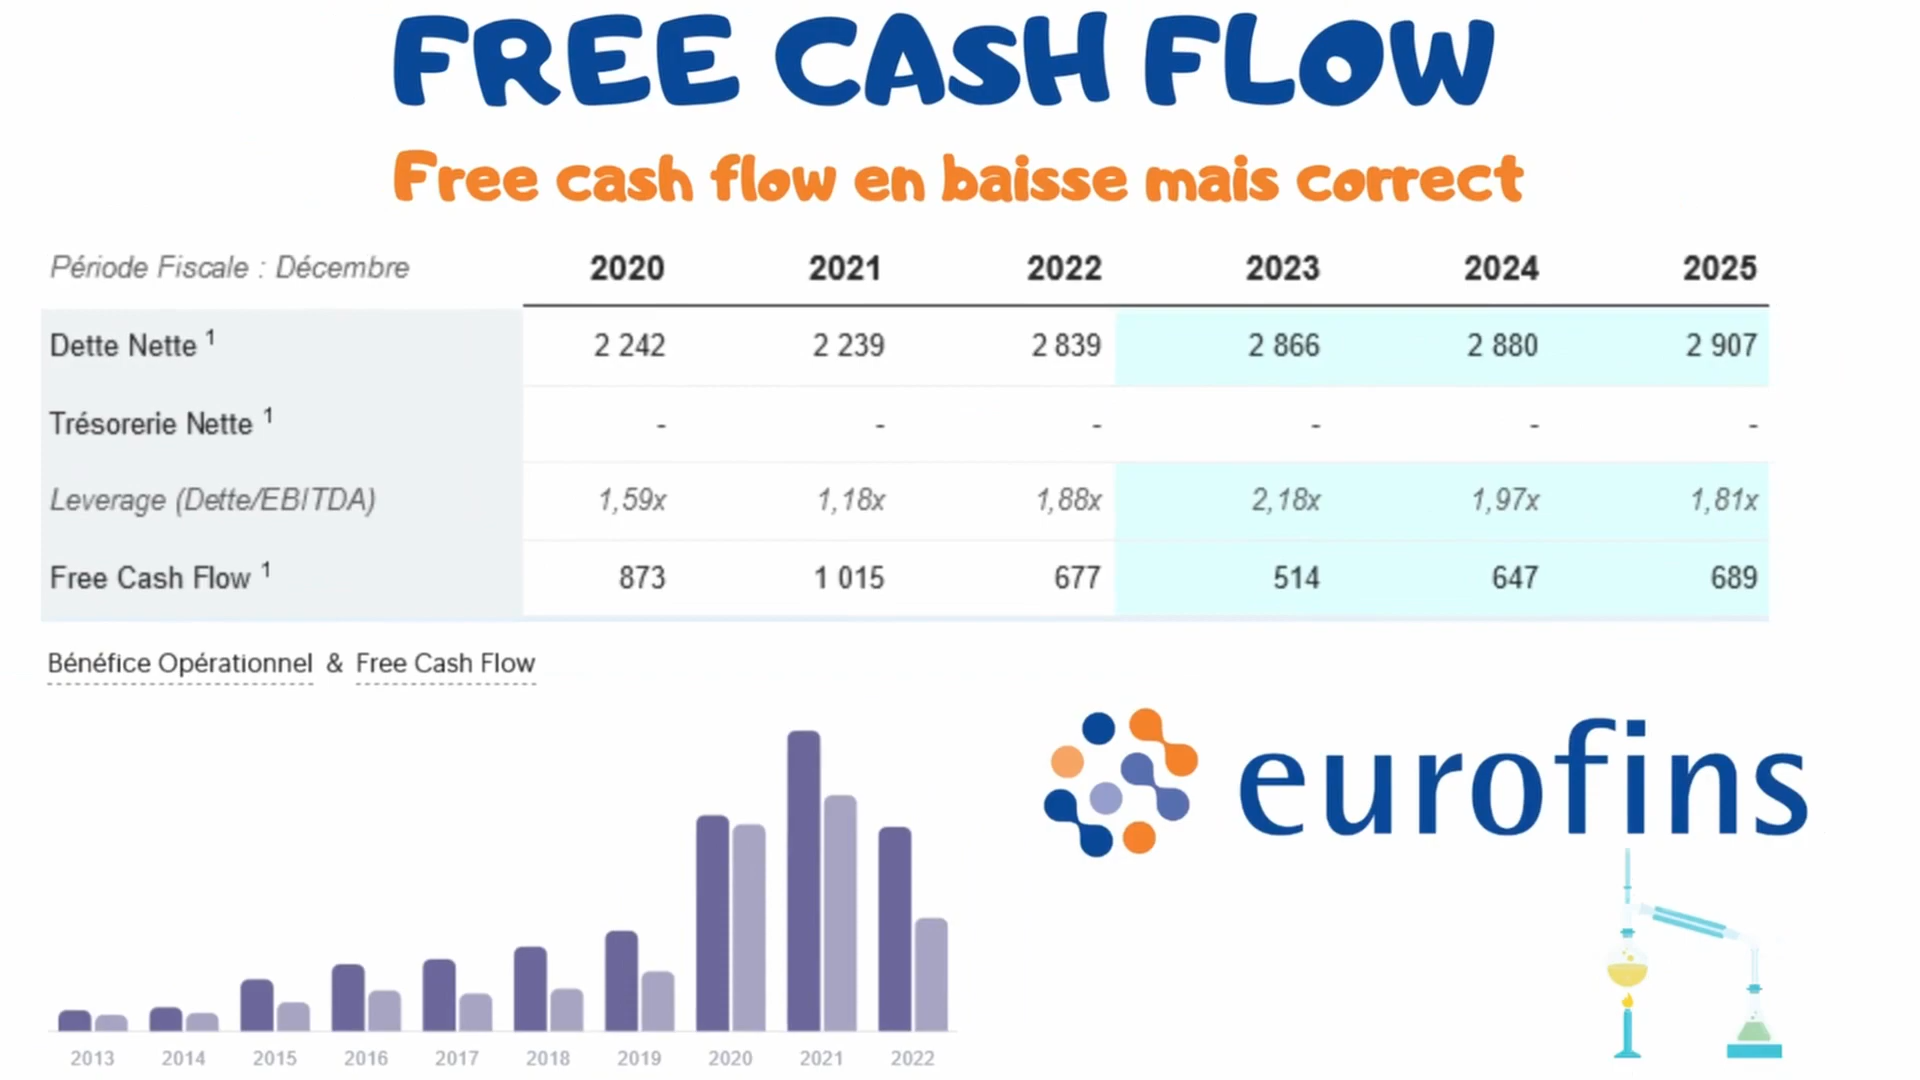 FREE CASH FLOW
Free cash flow en baisse mais correct
Période Fiscale : Décembre 2020 2021 2022 2023 2024 2025
Dette Nette 1 2 242 2 239 2 839 2 866 2 880 2 907
Trésorerie Nette 1 - - - - - -
Leverage (Dette/EBITDA) 1,59x 1,18x 1,88x 2,18x 1,97x 1,81x
Free Cash Flow 1 873 1 015 677 514 647 689
Bénéfice Opérationnel & Free Cash Flow
eurofins
2013 2014 2015 2016 2017 2018 2019 2020 2021 2022